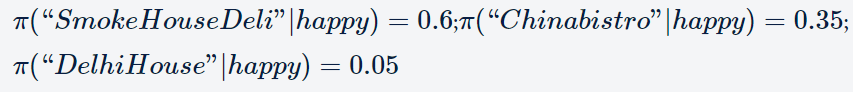 π(“SmokeHouseDeli”|happy) = 0.6;π(“Chinabistro”|happy) = 0.35;
π(“DelhiHouse”|happy) = 0.05